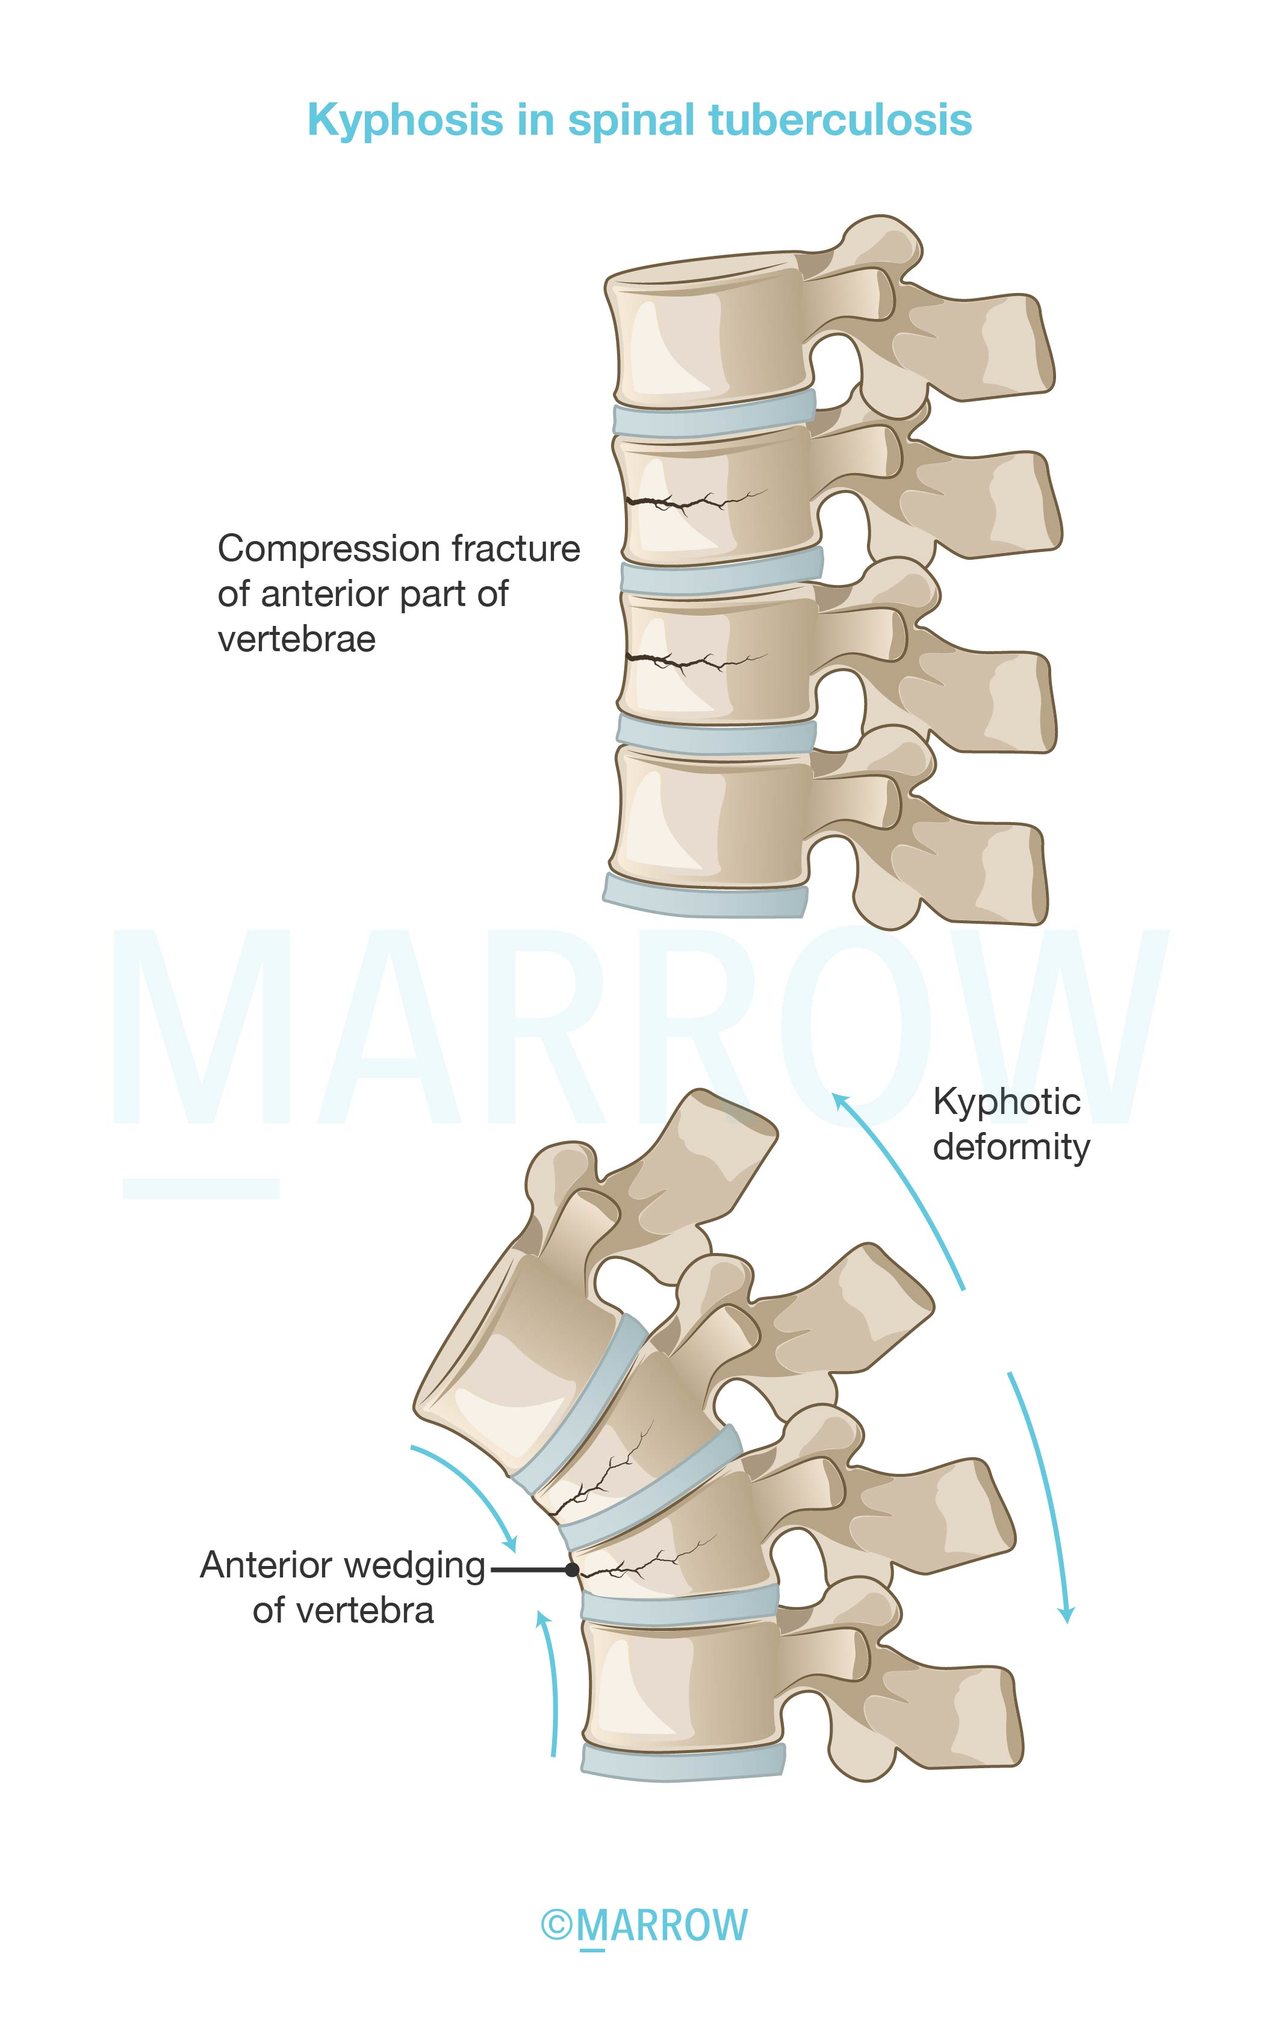 Kyphosis in spinal tuberculosis
Compression fracture
of anterior part of
vertebrae
MARROW
Kyphotic
deformity
Anterior wedging
of vertebra
©MARROW